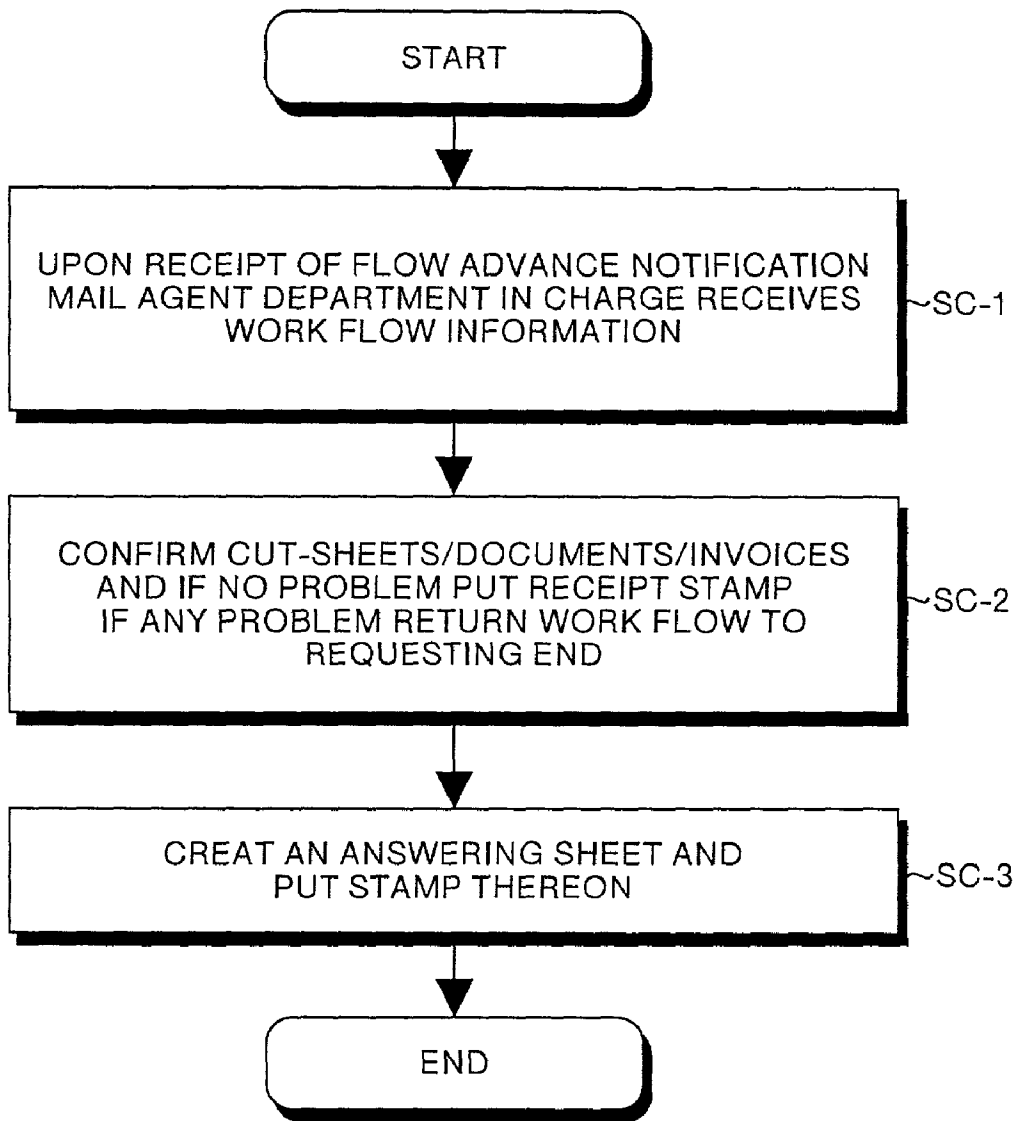 START
UPON RECEIPT OF FLOW ADVANCE NOTIFICATION
MAIL AGENT DEPARTMENT IN CHARGE RECEIVES
WORK FLOW INFORMATION
~SC-1
CONFIRM CUT-SHEETS/DOCUMENTS/INVOICES
AND IF NO PROBLEM PUT RECEIPT STAMP
IF ANY PROBLEM RETURN WORK FLOW TO
REQUESTING END
~SC-2
CREAT AN ANSWERING SHEET AND
PUT STAMP THEREON
~SC-3
END